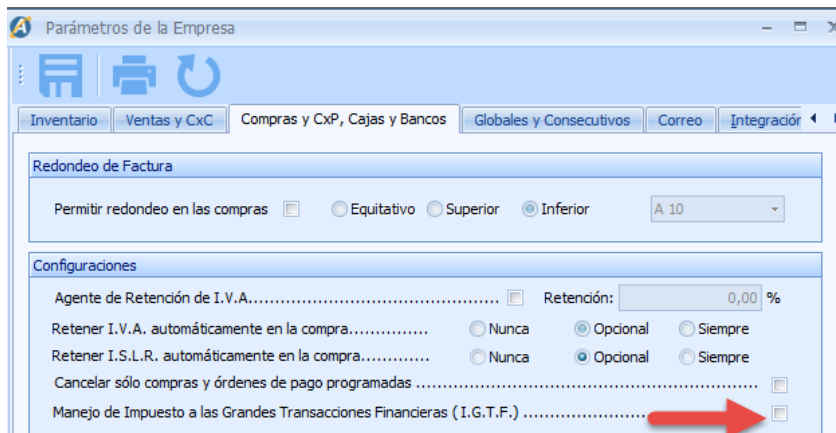 Parámetros de la Empresa
Inventario Ventas y CxC Compras y CxP, Cajas y Bancos Globales y Consecutivos Correo Integración
Redondeo de Factura
Permitir redondeo en las compras Equitativo Superior Inferior A 10
Configuraciones
Agente de Retención de I.V.A................................................ Retención: 0,00 %
Retener I.V.A. automáticamente en la compra............... Nunca Opcional Siempre
Retener I.S.L.R. automáticamente en la compra............. Nunca Opcional Siempre
Cancelar sólo compras y órdenes de pago programadas ................................................................
Manejo de Impuesto a las Grandes Transacciones Financieras ( I.G.T.F. ) .......................